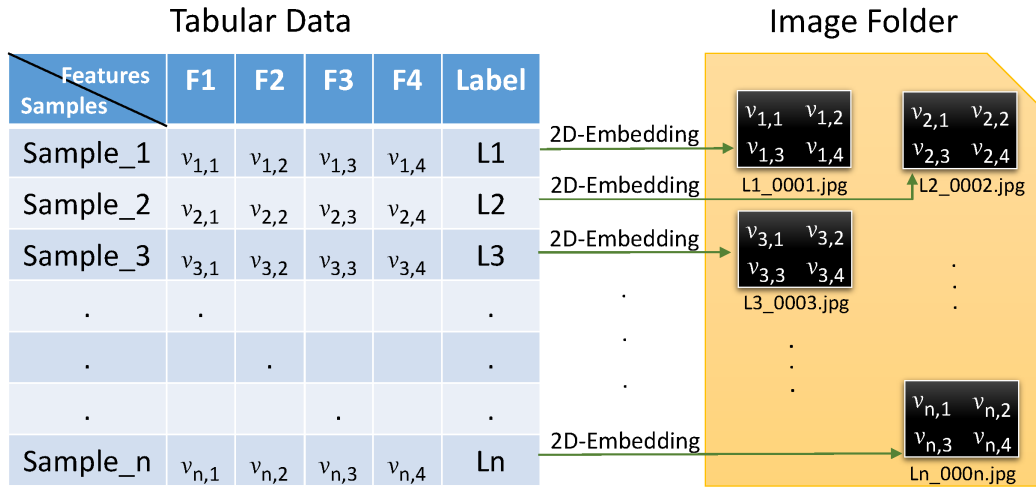 Tabular Data
Image Folder
Features
Samples
F1 F2 F3 F4 Label
Sample_1 v1,1 v1,2 v1,3 v1,4 L1
2D-Embedding
v1,1 v1,2
v1,3 v1,4
L1_0001.jpg
v2,1 v2,2
v2,3 v2,4
L2_0002.jpg
Sample_2 v2,1 v2,2 v2,3 v2,4 L2
2D-Embedding
Sample_3 v3,1 v3,2 v3,3 v3,4 L3
2D-Embedding
v3,1 v3,2
v3,3 v3,4
L3_0003.jpg
. . .
. . .
. . .
Sample_n vn,1 vn,2 vn,3 vn,4 Ln
2D-Embedding
vn,1 vn,2
vn,3 vn,4
Ln_000n.jpg